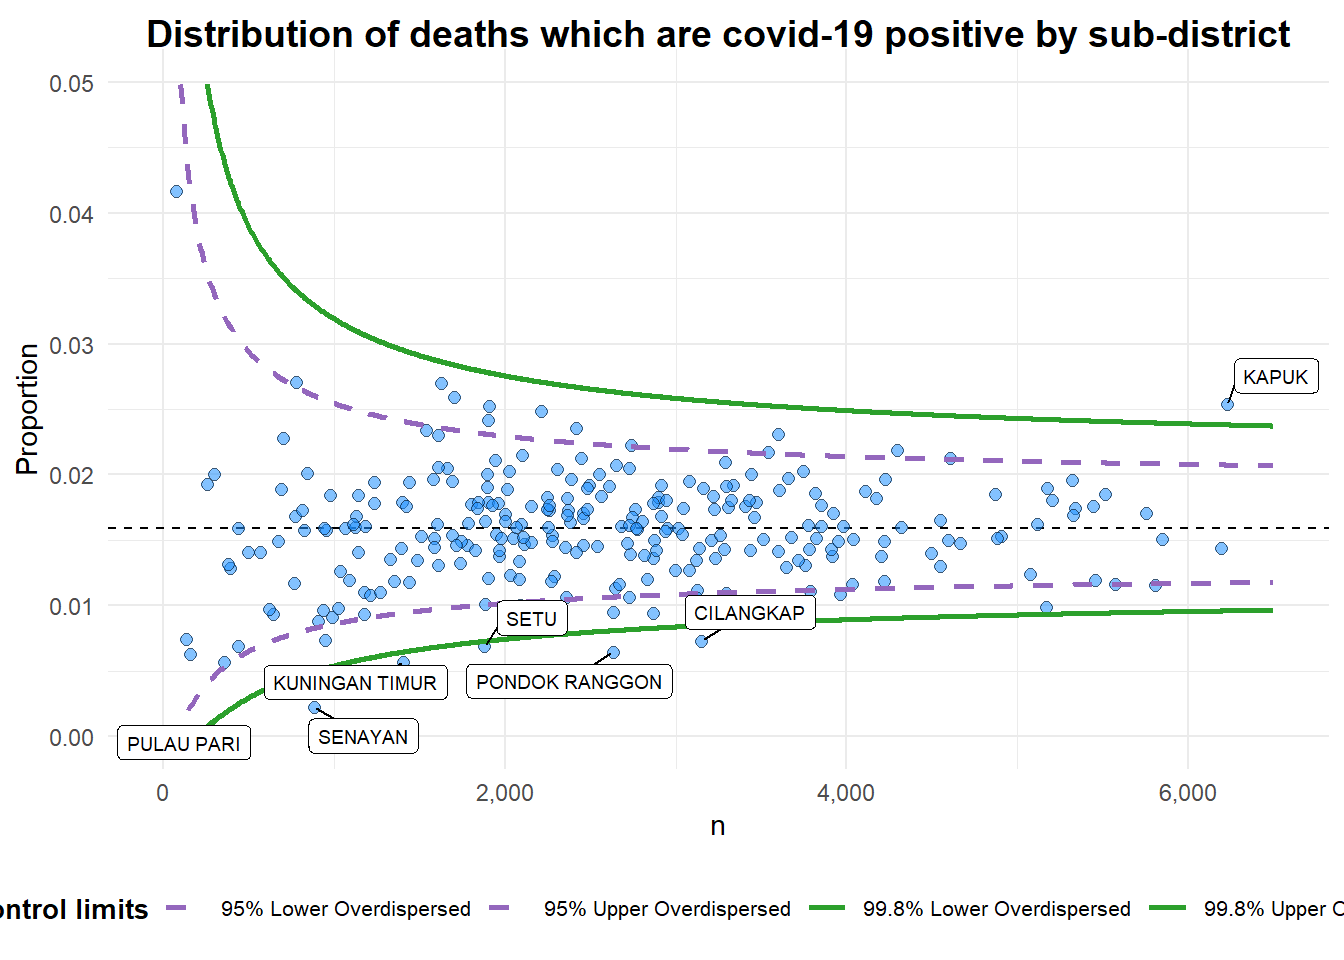 Distribution of deaths which are covid-19 positive by sub-district
0.05
0.04
0.03
0.02
0.01
0.00
Proportion
KAPUK
CILANGKAP
SETU
KUNINGAN TIMUR
PONDOK RANGGON
SENAYAN
PULAU PARI
0
2,000
4,000
6,000
n
ontrol limits
95% Lower Overdispersed
95% Upper Overdispersed
99.8% Lower Overdispersed
99.8% Upper O